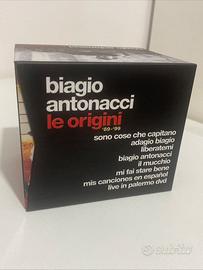 biagio
antonacci
le origini
'89-'99
sono cose che capitano
adagio biagio
liberatemi
biagio antonacci
il mucchio
mi fai stare bene
mis canciones en español
live in palermo dvd
subito